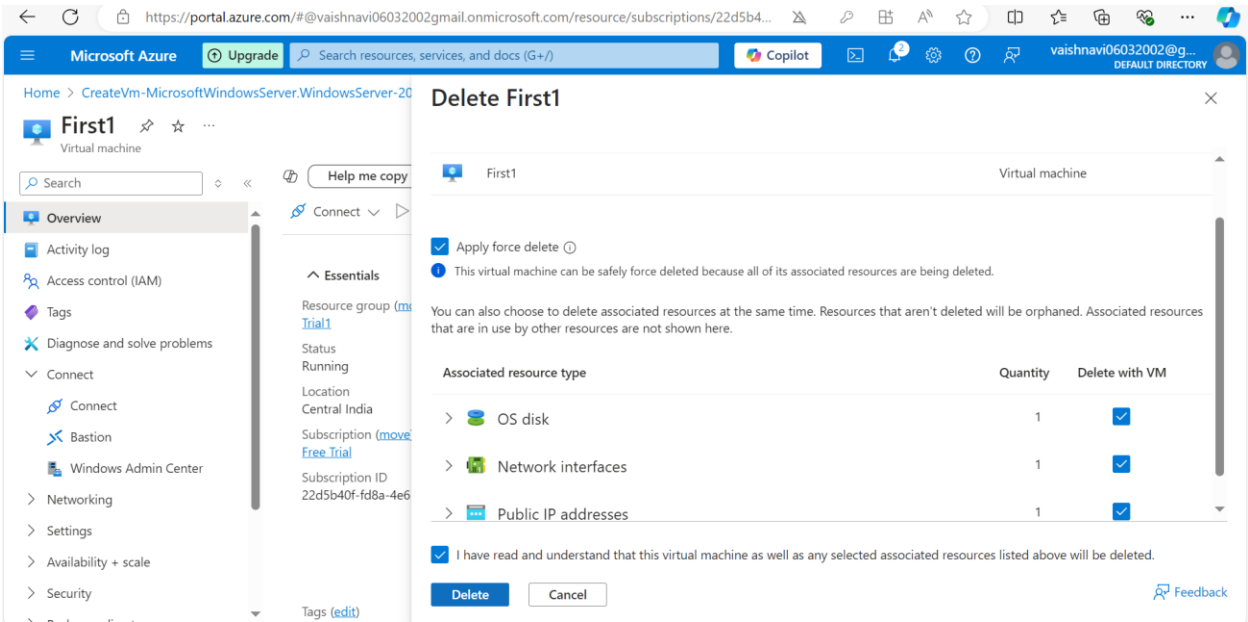 https://portal.azure.com/#@vaishnavi06032002gmail.onmicrosoft.com/resource/subscriptions/22d5b4...
Microsoft Azure
Upgrade
Search resources, services, and docs (G+/)
Copilot
2
vaishnavi06032002@g...
DEFAULT DIRECTORY
Home > CreateVm-MicrosoftWindowsServer.WindowsServer-20
First1
Virtual machine
Search
Overview
Activity log
Access control (IAM)
Tags
Diagnose and solve problems
Connect
Connect
Bastion
Windows Admin Center
Networking
Settings
Availability + scale
Security
Help me copy
Connect
Essentials
Resource group (mo
Trial1
Status
Running
Location
Central India
Subscription (move
Free Trial
Subscription ID
22d5b40f-fd8a-4e6
Tags (edit)
Delete First1
First1 Virtual machine
Apply force delete
This virtual machine can be safely force deleted because all of its associated resources are being deleted.
You can also choose to delete associated resources at the same time. Resources that aren't deleted will be orphaned. Associated resources
that are in use by other resources are not shown here.
Associated resource type Quantity Delete with VM
OS disk 1
Network interfaces 1
Public IP addresses 1
I have read and understand that this virtual machine as well as any selected associated resources listed above will be deleted.
Delete Cancel
Feedback